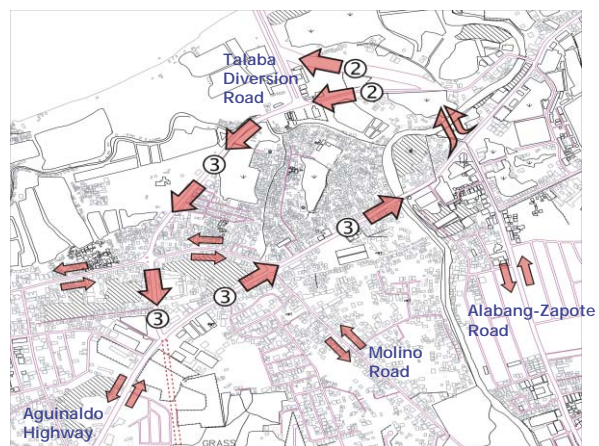 Talaba
Diversion
Road
②
②
③
③
③
③
Alabang-Zapote
Road
Molino
Road
Aguinaldo
Highway
GRASS